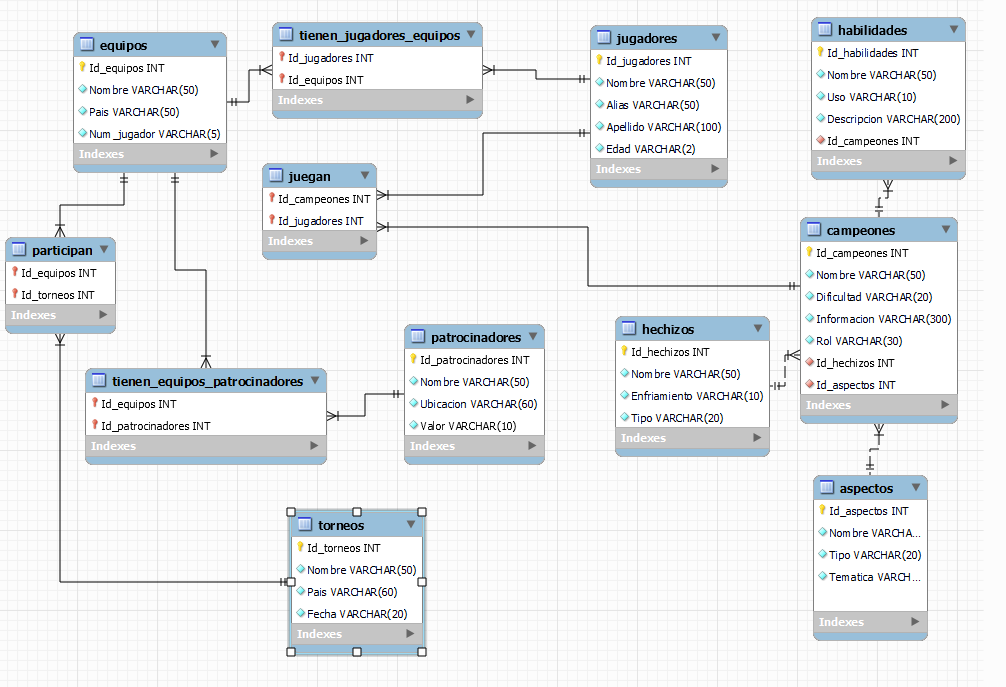 equipos
Id_equipos INT
Nombre VARCHAR(50)
Pais VARCHAR(50)
Num_jugador VARCHAR(5)
Indexes
tienen_jugadores_equipos
Id_jugadores INT
Id_equipos INT
Indexes
jugadores
Id_jugadores INT
Nombre VARCHAR(50)
Alias VARCHAR(50)
Apellido VARCHAR(100)
Edad VARCHAR(2)
Indexes
habilidades
Id_habilidades INT
Nombre VARCHAR(50)
Uso VARCHAR(10)
Descripcion VARCHAR(200)
Id_campeones INT
Indexes
juegan
Id_campeones INT
Id_jugadores INT
Indexes
participan
Id_equipos INT
Id_torneos INT
Indexes
campeones
Id_campeones INT
Nombre VARCHAR(50)
Dificultad VARCHAR(20)
Informacion VARCHAR(300)
Rol VARCHAR(30)
Id_hechizos INT
Id_aspectos INT
Indexes
tienen_equipos_patrocinadores
Id_equipos INT
Id_patrocinadores INT
Indexes
patrocinadores
Id_patrocinadores INT
Nombre VARCHAR(50)
Ubicacion VARCHAR(60)
Valor VARCHAR(10)
Indexes
hechizos
Id_hechizos INT
Nombre VARCHAR(50)
Enfriamiento VARCHAR(10)
Tipo VARCHAR(20)
Indexes
torneos
Id_torneos INT
Nombre VARCHAR(50)
Pais VARCHAR(60)
Fecha VARCHAR(20)
Indexes
aspectos
Id_aspectos INT
Nombre VARCHA...
Tipo VARCHAR(20)
Tematica VARCH...
Indexes